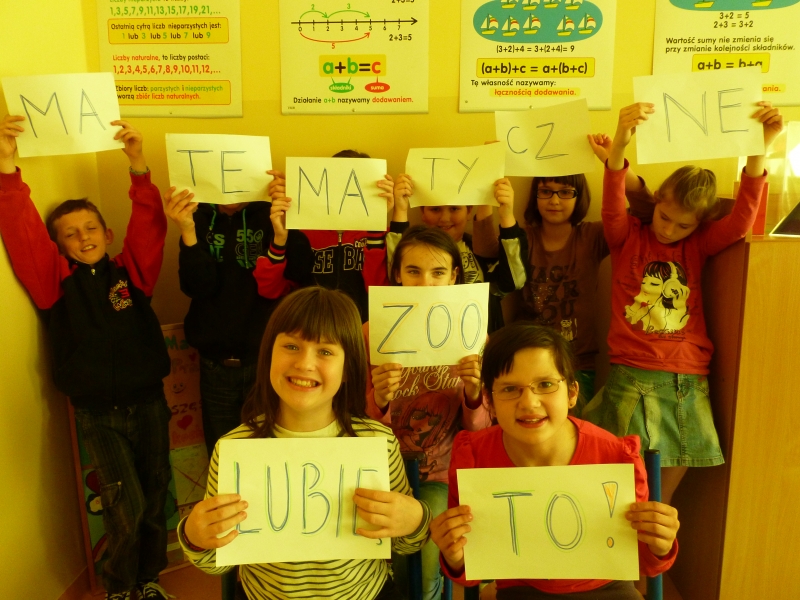 1,3,5,7,9,11,13,15,17,19,21,...
Ostatnią cyfrą liczb nieparzystych jest:
1 lub 3 lub 5 lub 7 lub 9
Liczby naturalne, to liczby postaci:
1,2,3,4,5,6,7,8,9,10,11,12,...
Zbiory liczb: parzystych i nieparzystych
tworzą zbiór liczb naturalnych.
2+3=5
a+b=c
składniki suma
Działanie a+b nazywamy dodawaniem.
(3+2)+4 = 3+(2+4)= 9
(a+b)+c = a+(b+c)
Tę własność nazywamy:
łącznością dodawania.
3+2 = 5
2+3 = 5
Wartość sumy nie zmienia się
przy zmianie kolejności składników.
a+b = b+a
MA
TE
MA
TY
CZ
NE
ZOO
LUBIĘ
TO!